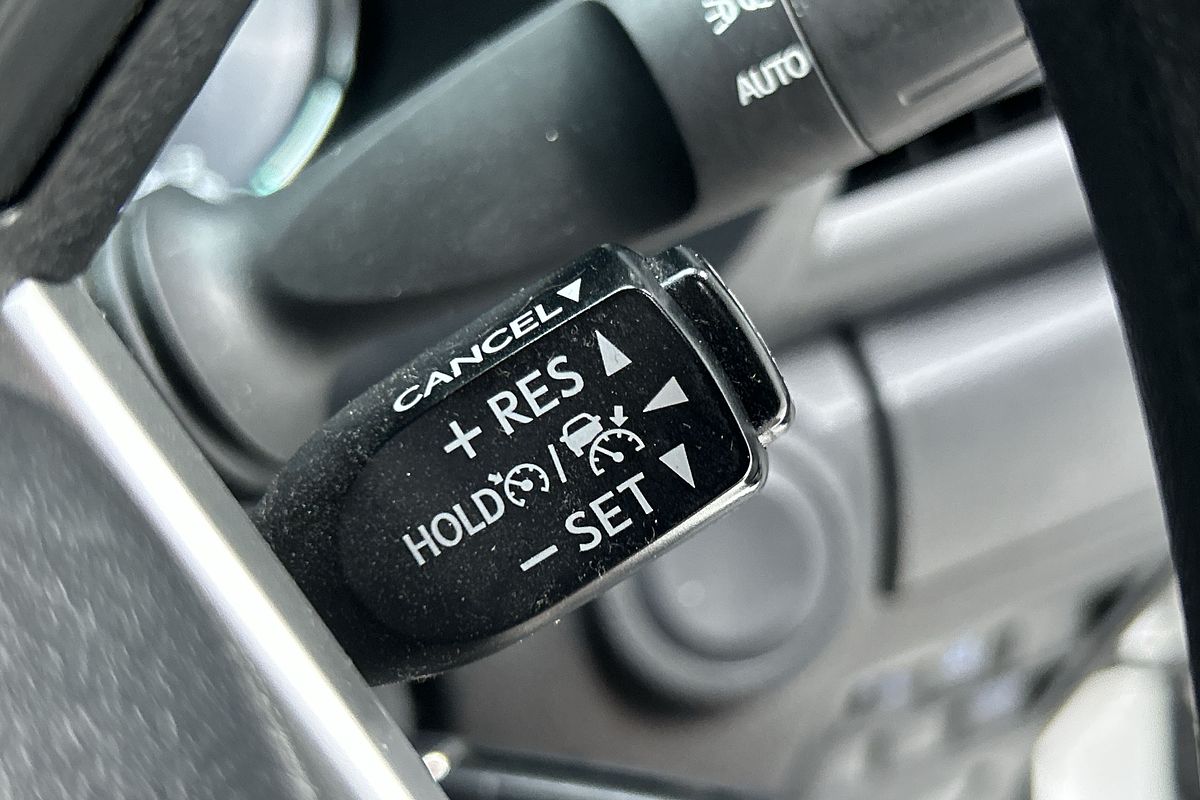 AUTO
CANCEL▼
+ RES ▲
HOLD / ◀
− SET ▼